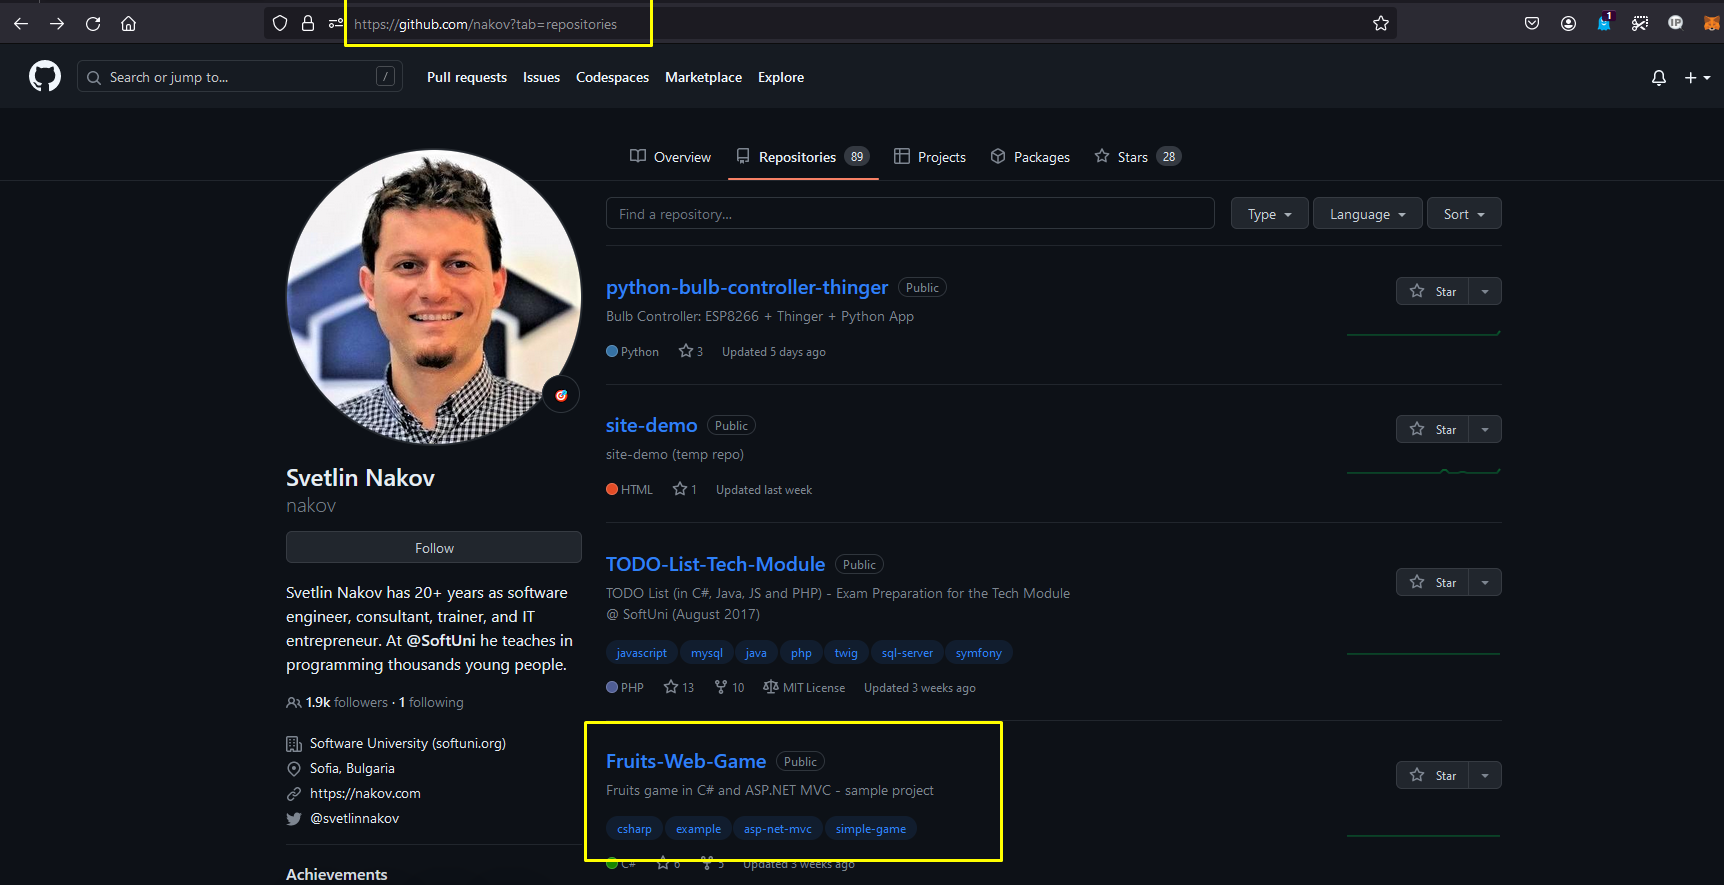 https://github.com/nakov?tab=repositories
1
IP
Search or jump to...
/
Pull requests
Issues
Codespaces
Marketplace
Explore
Overview
Repositories 89
Projects
Packages
Stars 28
Find a repository...
Type
Language
Sort
Svetlin Nakov
nakov
Follow
Svetlin Nakov has 20+ years as software
engineer, consultant, trainer, and IT
entrepreneur. At @SoftUni he teaches in
programming thousands young people.
1.9k followers · 1 following
Software University (softuni.org)
Sofia, Bulgaria
https://nakov.com
@svetlinnakov
Achievements
python-bulb-controller-thinger Public
Star
Bulb Controller: ESP8266 + Thinger + Python App
Python 3 Updated 5 days ago
site-demo Public
Star
site-demo (temp repo)
HTML 1 Updated last week
TODO-List-Tech-Module Public
Star
TODO List (in C#, Java, JS and PHP) - Exam Preparation for the Tech Module
@ SoftUni (August 2017)
javascript mysql java php twig sql-server symfony
PHP 13 10 MIT License Updated 3 weeks ago
Fruits-Web-Game Public
Star
Fruits game in C# and ASP.NET MVC - sample project
csharp example asp-net-mvc simple-game
C# 6 5 Updated 3 weeks ago